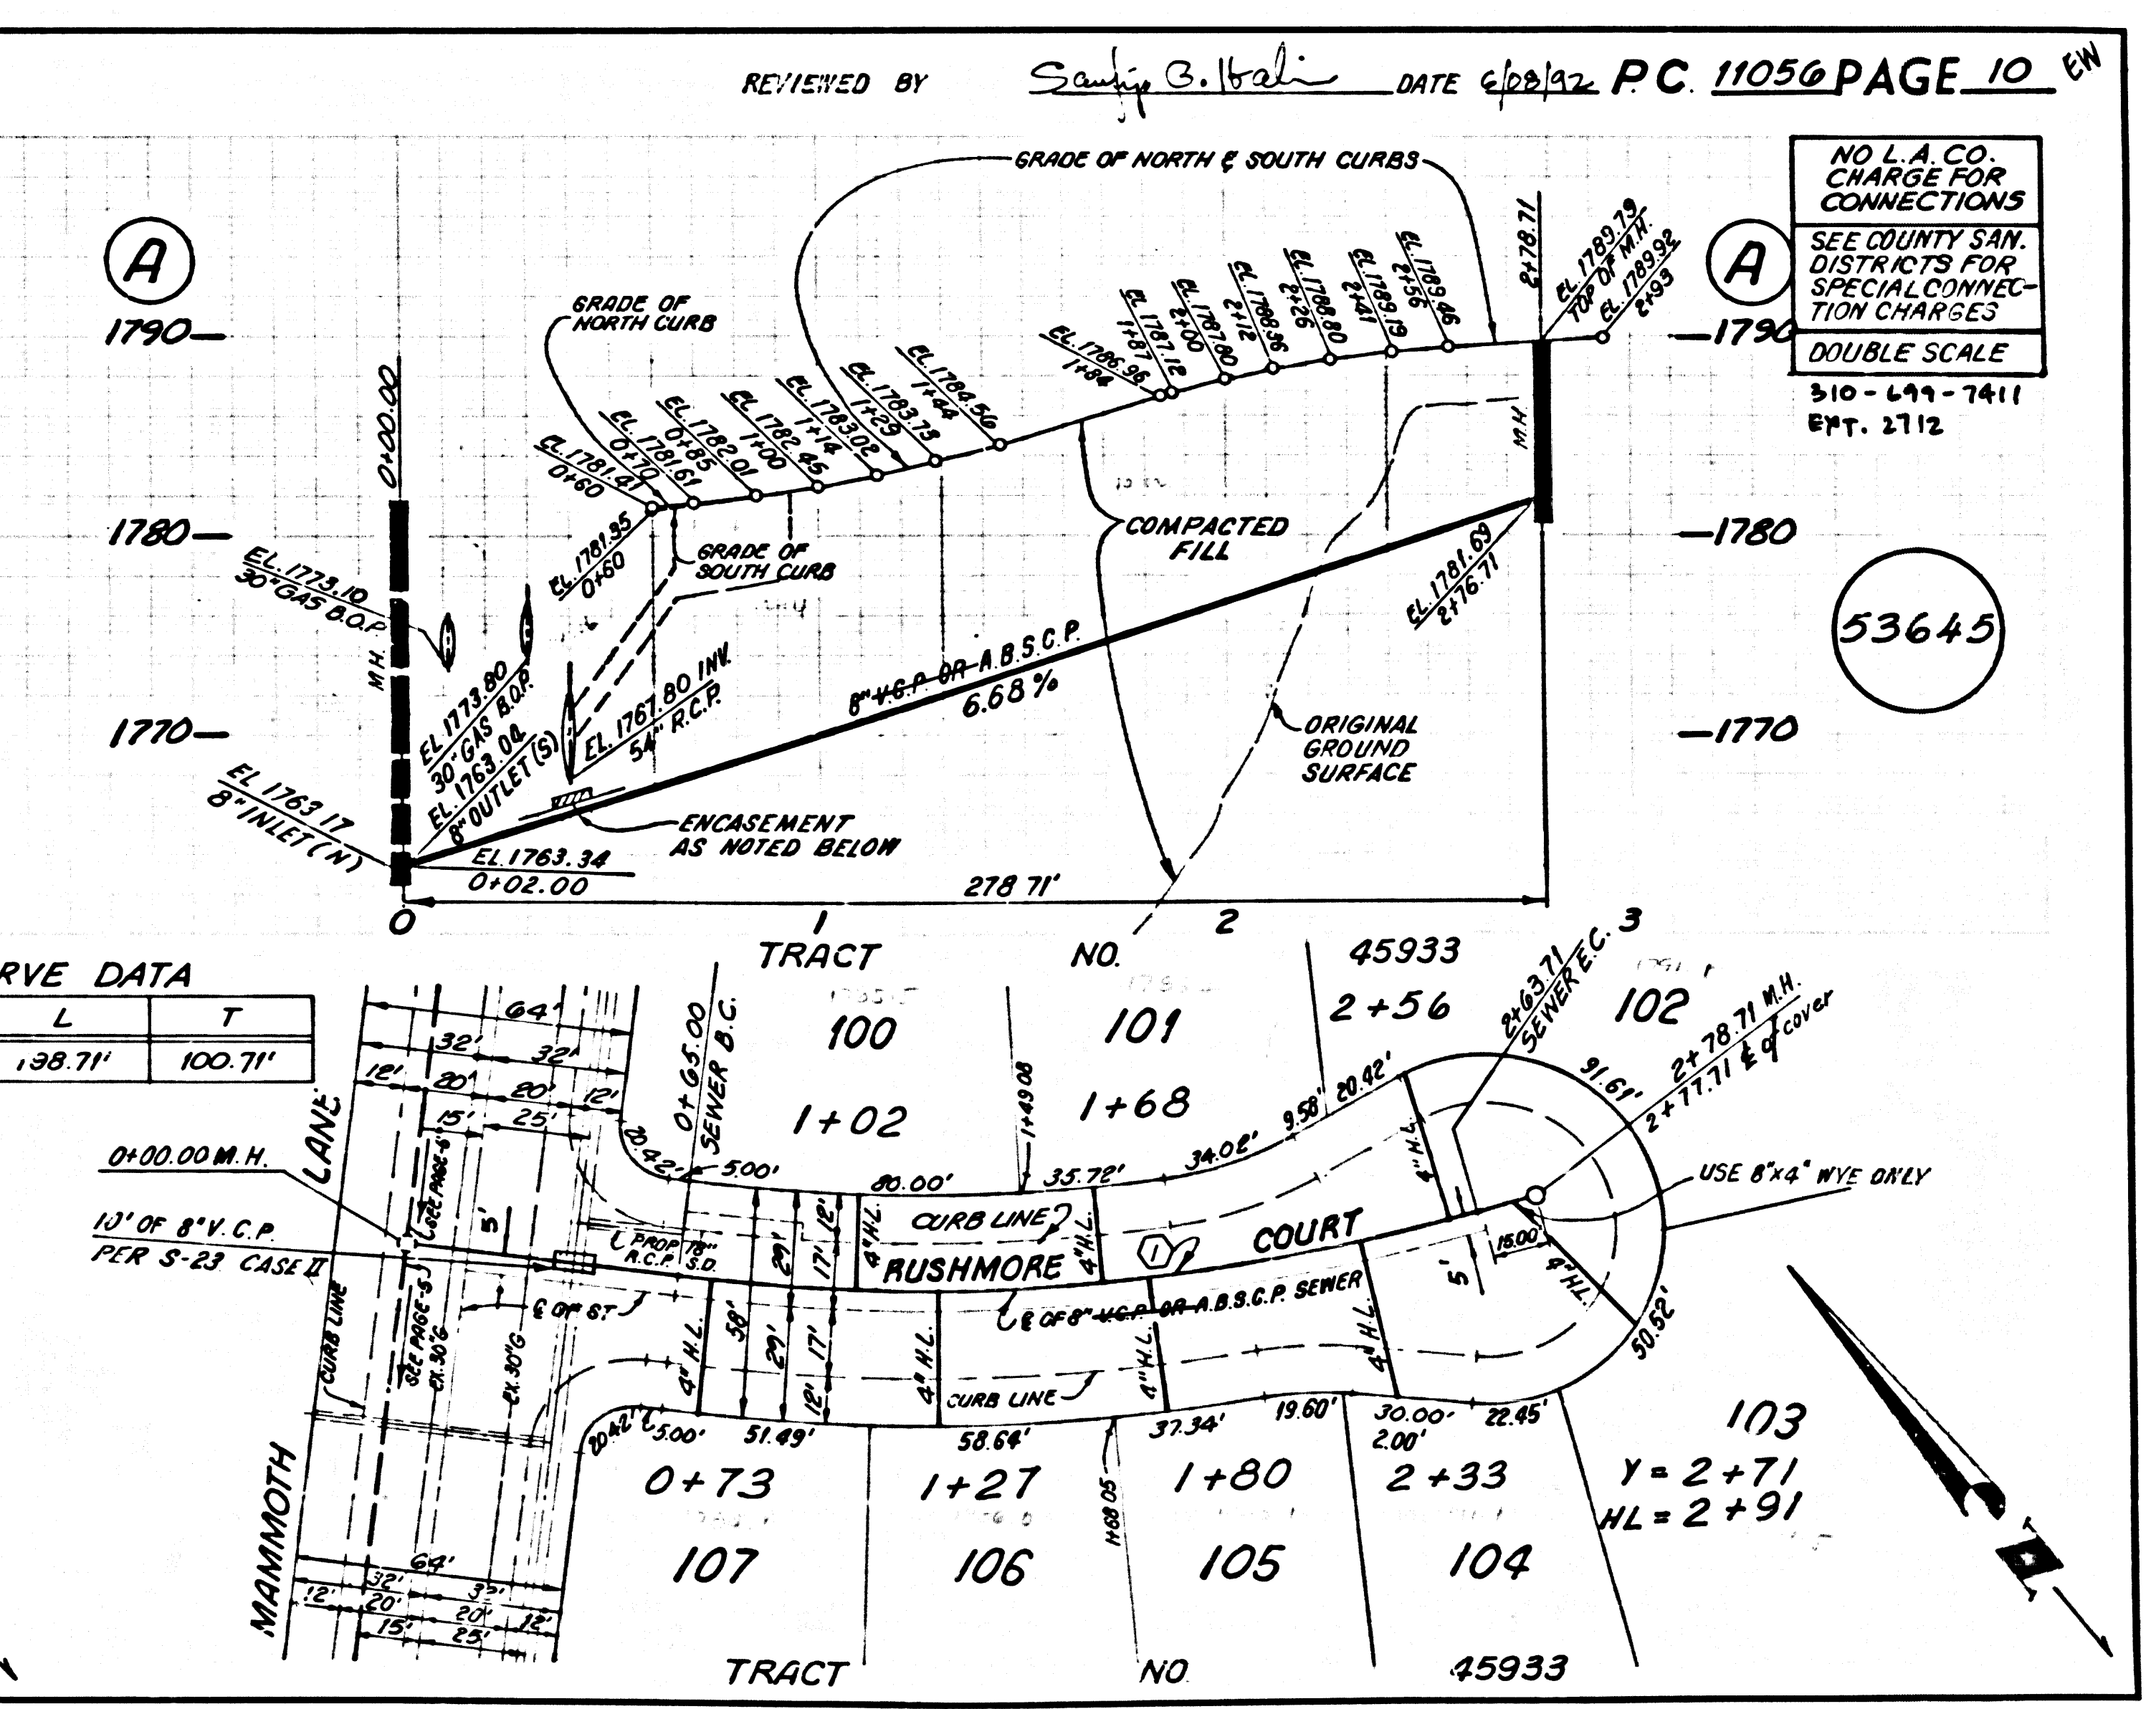 REVIEWED BY DATE 6/08/92 P.C. 11056 PAGE 10 EW
NO L.A. CO.
CHARGE FOR
CONNECTIONS
SEE COUNTY SAN.
DISTRICTS FOR
SPECIAL CONNEC-
TION CHARGES
DOUBLE SCALE
310-699-7411
EXT. 2712
53645
GRADE OF NORTH & SOUTH CURBS
A
A
1790
1790
1780
1780
1770
1770
GRADE OF
NORTH CURB
0+00.00
EL. 1781.41
0+60
EL. 1781.61
0+70
EL. 1782.01
0+85
EL. 1782.45
1+00
EL. 1783.02
1+14
EL. 1783.73
1+29
EL. 1784.56
1+44
EL. 1786.96
1+84
EL. 1787.12
1+87
EL. 1787.80
2+00
EL. 1788.36
2+12
EL. 1788.80
2+26
EL. 1789.19
2+41
EL. 1789.46
2+56
2+78.71
EL. 1789.79
TOP OF M.H.
EL. 1789.92
2+93
M.H.
M.H.
EL. 1773.10
30" GAS B.O.P.
EL. 1781.35
0+60
GRADE OF
SOUTH CURB
COMPACTED
FILL
EL. 1781.69
2+76.71
EL. 1773.80
30" GAS B.O.P.
EL. 1763.04
8" OUTLET (S)
EL. 1767.80 INV.
54" R.C.P.
8" V.C.P. OR A.B.S.C.P.
6.68%
ORIGINAL
GROUND
SURFACE
EL 1763.17
8" INLET (N)
ENCASEMENT
AS NOTED BELOW
EL. 1763.34
0+02.00
278.71'
0 1 2 3
TRACT NO. 45933
RVE DATA
L T
138.71' 100.71'
64'
32' 32'
12' 20' 20' 12'
15' 25'
LANE
0+00.00 M.H.
10' OF 8" V.C.P.
PER S-23 CASE II
SEE PAGE-6
5'
0+65.00
SEWER B.C.
100
1+02
101
1+68
2+56
102
1+49.08
2+63.71
SEWER E.C.
2+78.71 M.H.
2+77.71 ℄ of cover
20.42'
5.00'
80.00'
35.72'
34.02'
9.58'
20.42'
91.61'
USE 8"X4" WYE ONLY
PROP 78"
R.C.P. S.D.
29'
17'
12'
4" H.L.
CURB LINE
4" H.L.
4" H.L.
RUSHMORE COURT
1
15.00'
5'
4" H.L.
50.52'
℄ OF ST.
℄ OF 8" V.C.P. OR A.B.S.C.P. SEWER
CURB LINE
SEE PAGE-5
EX. 30" G
EX. 30" G
4" H.L.
58'
29'
17'
12'
4" H.L.
CURB LINE
4" H.L.
4" H.L.
20.42'
5.00'
51.49'
58.64'
37.34'
19.60'
30.00'
2.00'
22.45'
0+73
1+27
1+68.05
1+80
2+33
103
Y = 2+71
HL = 2+91
107
106
105
104
MAMMOTH
64'
32' 32'
12' 20' 20' 12'
15' 25'
TRACT NO. 45933